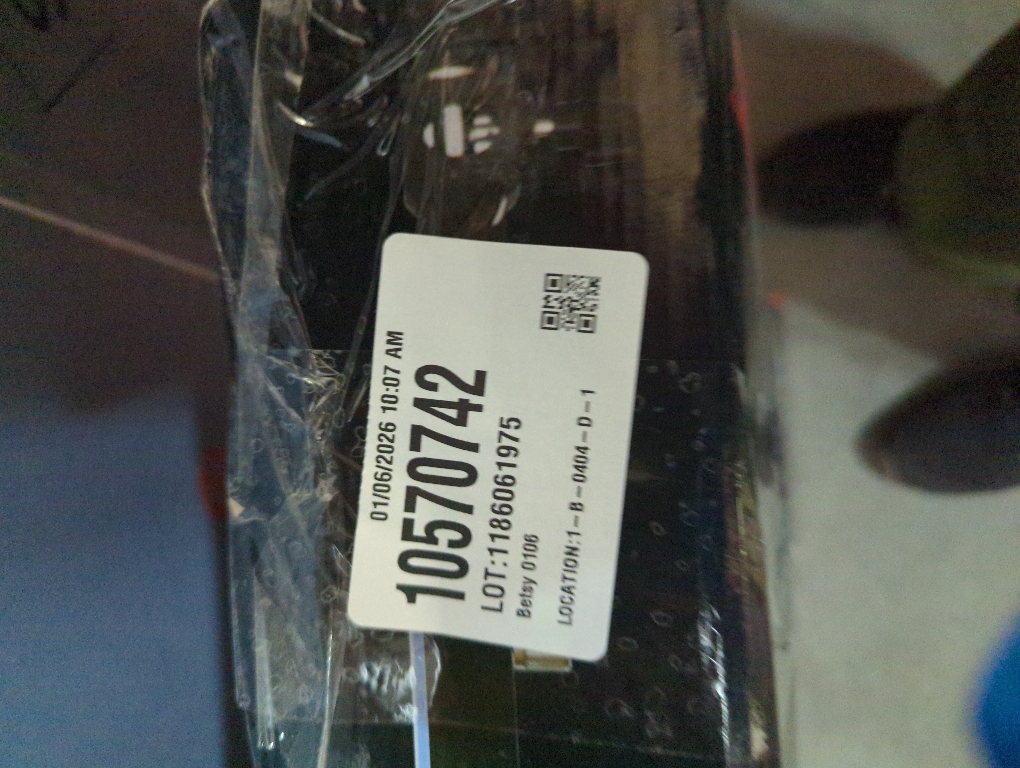 01/06/2026 10:07 AM
10570742
LOT:1186061975
Betsy 0106
LOCATION:1-B-0404-D-1